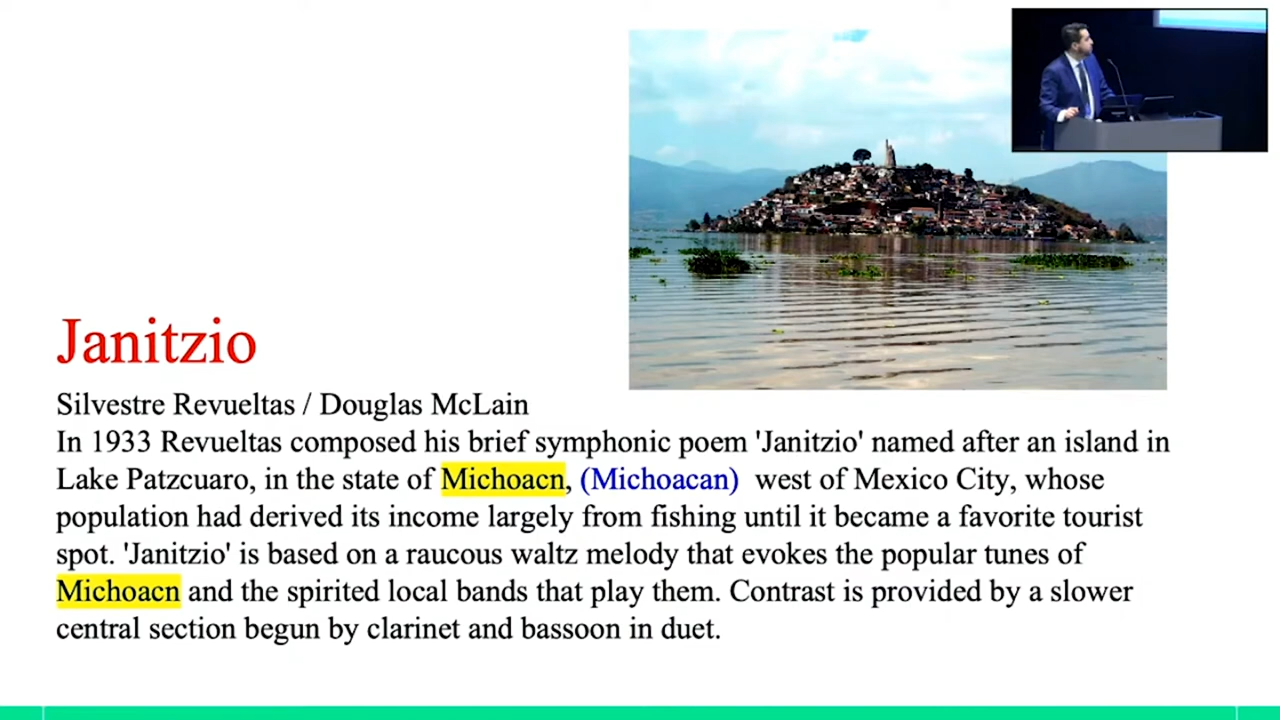 Janitzio
Silvestre Revueltas / Douglas McLain
In 1933 Revueltas composed his brief symphonic poem 'Janitzio' named after an island in
Lake Patzcuaro, in the state of Michoacn, (Michoacan) west of Mexico City, whose
population had derived its income largely from fishing until it became a favorite tourist
spot. 'Janitzio' is based on a raucous waltz melody that evokes the popular tunes of
Michoacn and the spirited local bands that play them. Contrast is provided by a slower
central section begun by clarinet and bassoon in duet.